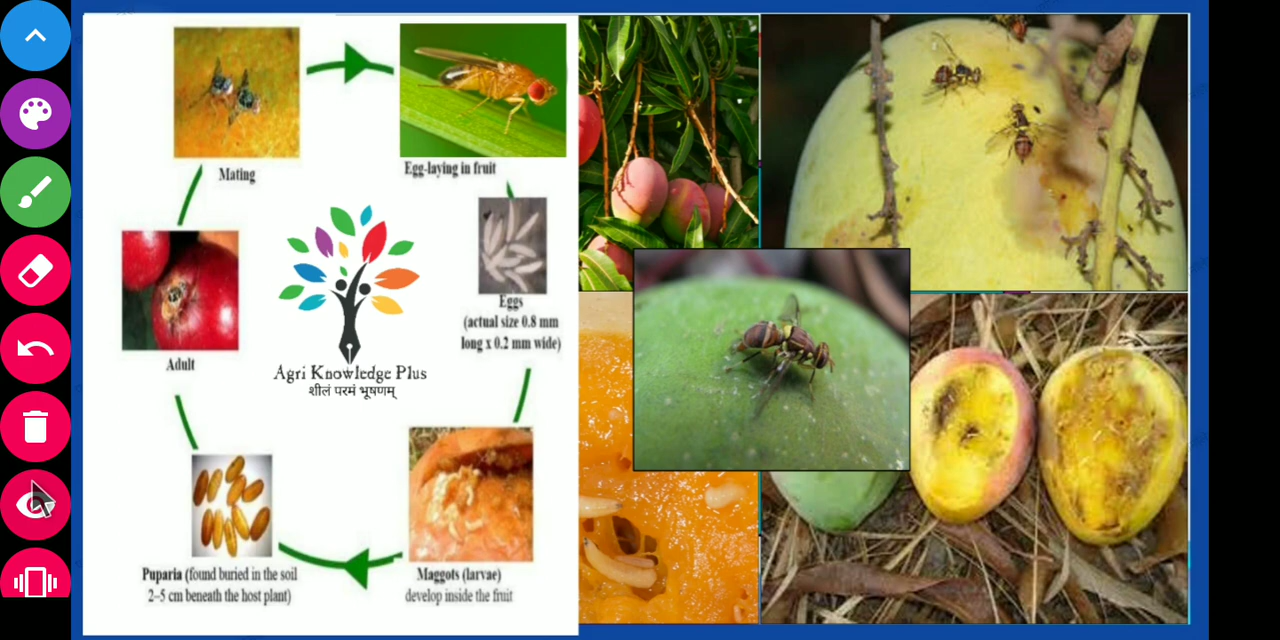 Mating
Egg-laying in fruit
Eggs
(actual size 0.8 mm
long x 0.2 mm wide)
Adult
Agri Knowledge Plus
शीलं परमं भूषणम्
Puparia (found buried in the soil
2–5 cm beneath the host plant)
Maggots (larvae)
develop inside the fruit